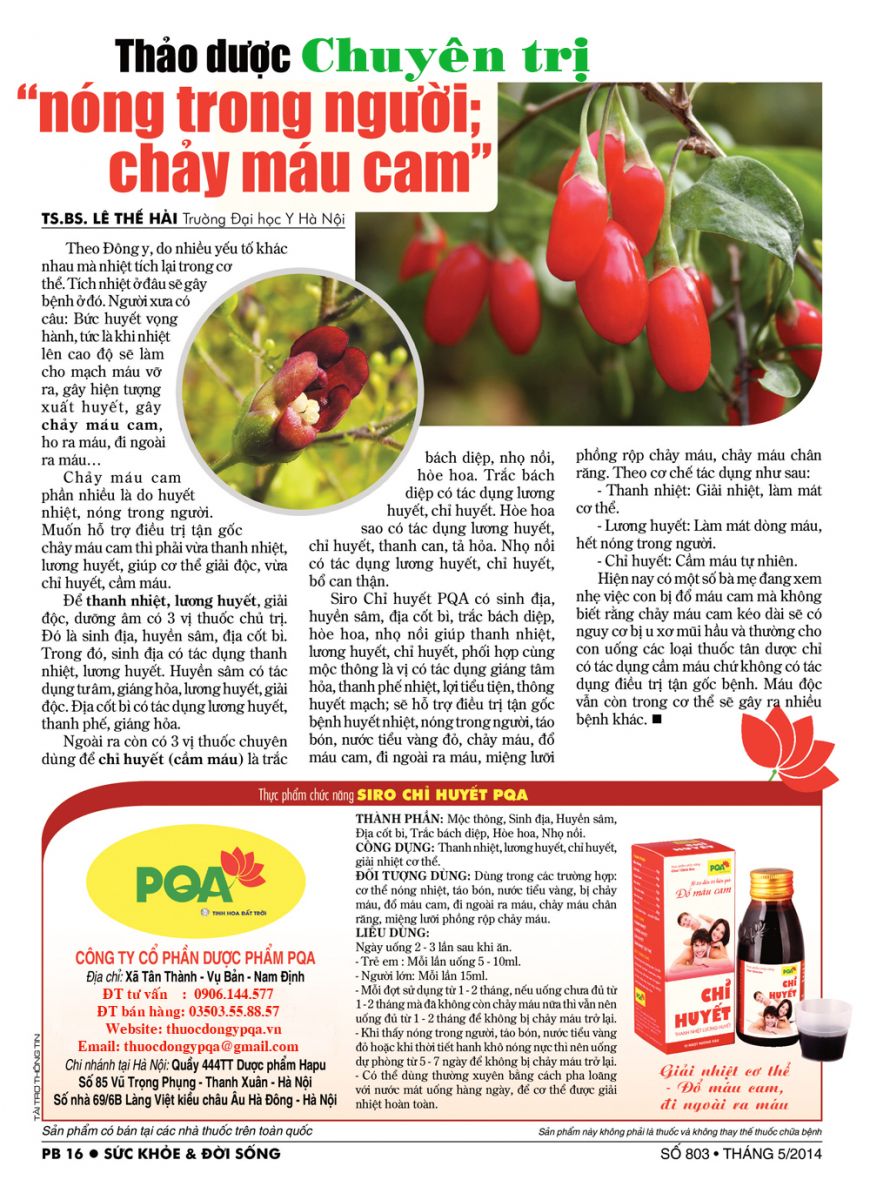 Thảo dược Chuyên trị
"nóng trong người;
chảy máu cam"
TS.BS. LÊ THẾ HẢI Trường Đại học Y Hà Nội
Theo Đông y, do nhiều yếu tố khác
nhau mà nhiệt tích lại trong cơ
thể. Tích nhiệt ở đâu sẽ gây
bệnh ở đó. Người xưa có
câu: Bức huyết vọng
hành, tức là khi nhiệt
lên cao độ sẽ làm
cho mạch máu vỡ
ra, gây hiện tượng
xuất huyết, gây
chảy máu cam,
ho ra máu, đi ngoài
ra máu...
Chảy máu cam
phần nhiều là do huyết
nhiệt, nóng trong người.
Muốn hỗ trợ điều trị tận gốc
chảy máu cam thì phải vừa thanh nhiệt,
lương huyết, giúp cơ thể giải độc, vừa
chỉ huyết, cầm máu.
Để thanh nhiệt, lương huyết, giải
độc, dưỡng âm có 3 vị thuốc chủ trị.
Đó là sinh địa, huyền sâm, địa cốt bì.
Trong đó, sinh địa có tác dụng thanh
nhiệt, lương huyết. Huyền sâm có tác
dụng tư âm, giáng hỏa, lương huyết, giải
độc. Địa cốt bì có tác dụng lương huyết,
thanh phế, giáng hỏa.
Ngoài ra còn có 3 vị thuốc chuyên
dùng để chỉ huyết (cầm máu) là trắc
bách diệp, nhọ nồi,
hòe hoa. Trắc bách
diệp có tác dụng lương
huyết, chỉ huyết. Hòe hoa
sao có tác dụng lương huyết,
chỉ huyết, thanh can, tả hỏa. Nhọ nồi
có tác dụng lương huyết, chỉ huyết,
bổ can thận.
Siro Chỉ huyết PQA có sinh địa,
huyền sâm, địa cốt bì, trắc bách diệp,
hòe hoa, nhọ nồi giúp thanh nhiệt,
lương huyết, chỉ huyết, phối hợp cùng
mộc thông là vị có tác dụng giáng tâm
hỏa, thanh phế nhiệt, lợi tiểu tiện, thông
huyết mạch; sẽ hỗ trợ điều trị tận gốc
bệnh huyết nhiệt, nóng trong người, táo
bón, nước tiểu vàng đỏ, chảy máu, đổ
máu cam, đi ngoài ra máu, miệng lưỡi
phồng rộp chảy máu, chảy máu chân
răng. Theo cơ chế tác dụng như sau:
- Thanh nhiệt: Giải nhiệt, làm mát
cơ thể.
- Lương huyết: Làm mát dòng máu,
hết nóng trong người.
- Chỉ huyết: Cầm máu tự nhiên.
Hiện nay có một số bà mẹ đang xem
nhẹ việc con bị đổ máu cam mà không
biết rằng chảy máu cam kéo dài sẽ có
nguy cơ bị u xơ mũi hầu và thường cho
con uống các loại thuốc tân dược chỉ
có tác dụng cầm máu chứ không có tác
dụng điều trị tận gốc bệnh. Máu độc
vẫn còn trong cơ thể sẽ gây ra nhiều
bệnh khác. ■
Thực phẩm chức năng SIRO CHỈ HUYẾT PQA
PQA
TINH HOA ĐẤT TRỜI
CÔNG TY CỔ PHẦN DƯỢC PHẨM PQA
Địa chỉ: Xã Tân Thành - Vụ Bản - Nam Định
ĐT tư vấn : 0906.144.577
ĐT bán hàng: 03503.55.88.57
Website: thuocdongypqa.vn
Email: thuocdongypqa@gmail.com
Chi nhánh tại Hà Nội: Quầy 444TT Dược phẩm Hapu
Số 85 Vũ Trọng Phụng - Thanh Xuân - Hà Nội
Số nhà 69/6B Làng Việt kiều châu Âu Hà Đông - Hà Nội
TÀI TRỢ THÔNG TIN
THÀNH PHẦN: Mộc thông, Sinh địa, Huyền sâm,
Địa cốt bì, Trắc bách diệp, Hòe hoa, Nhọ nồi.
CÔNG DỤNG: Thanh nhiệt, lương huyết, chỉ huyết,
giải nhiệt cơ thể.
ĐỐI TƯỢNG DÙNG: Dùng trong các trường hợp:
cơ thể nóng nhiệt, táo bón, nước tiểu vàng, bị chảy
máu, đổ máu cam, đi ngoài ra máu, chảy máu chân
răng, miệng lưỡi phồng rộp chảy máu.
LIỀU DÙNG:
Ngày uống 2 - 3 lần sau khi ăn.
- Trẻ em : Mỗi lần uống 5 - 10ml.
- Người lớn: Mỗi lần 15ml.
- Mỗi đợt sử dụng từ 1 - 2 tháng, nếu uống chưa đủ từ
1 - 2 tháng mà đã không còn chảy máu nữa thì vẫn nên
uống đủ từ 1 - 2 tháng để không bị chảy máu trở lại.
- Khi thấy nóng trong người, táo bón, nước tiểu vàng
đỏ hoặc khi thời tiết hanh khô nóng nực thì nên uống
dự phòng từ 5 - 7 ngày để không bị chảy máu trở lại.
- Có thể dùng thường xuyên bằng cách pha loãng
với nước mát uống hàng ngày, để cơ thể được giải
nhiệt hoàn toàn.
PQA
Đổ máu cam
CHỈ
HUYẾT
THANH NHIỆT LƯƠNG HUYẾT
PQA
CHỈ
HUYẾT
Giải nhiệt cơ thể
- Đổ máu cam,
đi ngoài ra máu
Sản phẩm có bán tại các nhà thuốc trên toàn quốc
Sản phẩm này không phải là thuốc và không thay thế thuốc chữa bệnh
PB 16 ● SỨC KHỎE & ĐỜI SỐNG
SỐ 803 • THÁNG 5/2014